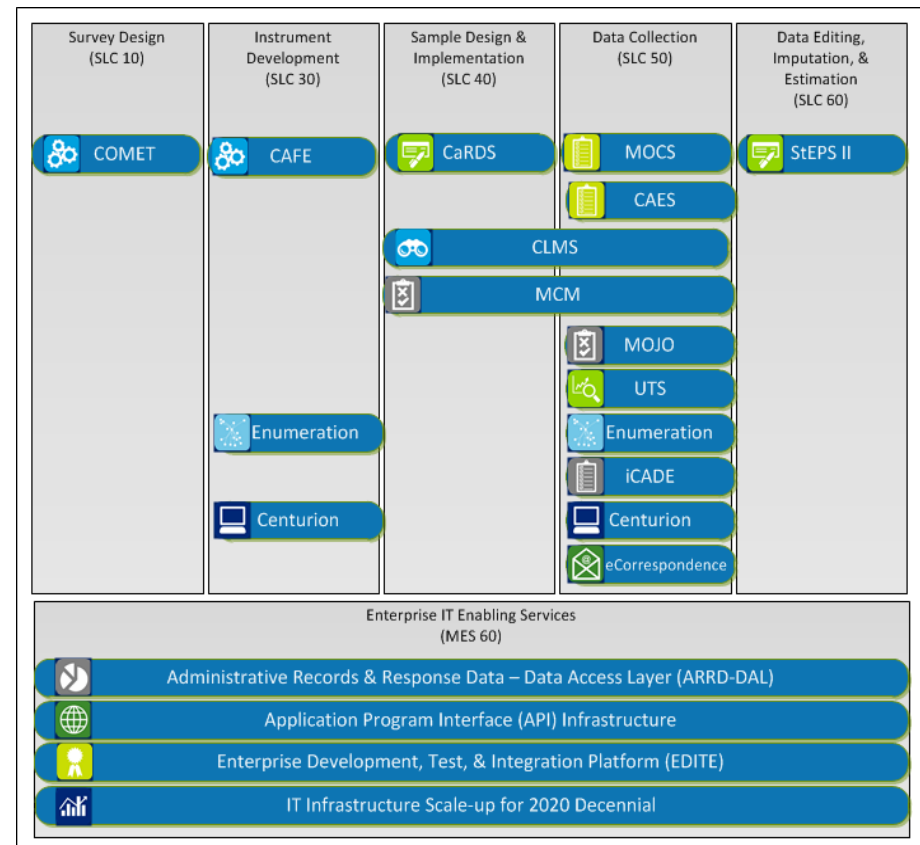 Survey Design
(SLC 10)
Instrument
Development
(SLC 30)
Sample Design &
Implementation
(SLC 40)
Data Collection
(SLC 50)
Data Editing,
Imputation, &
Estimation
(SLC 60)
COMET
CAFE
CaRDS
MOCS
StEPS II
CAES
CLMS
MCM
MOJO
UTS
Enumeration
Enumeration
iCADE
Centurion
Centurion
eCorrespondence
Enterprise IT Enabling Services
(MES 60)
Administrative Records & Response Data – Data Access Layer (ARRD-DAL)
Application Program Interface (API) Infrastructure
Enterprise Development, Test, & Integration Platform (EDITE)
IT Infrastructure Scale-up for 2020 Decennial